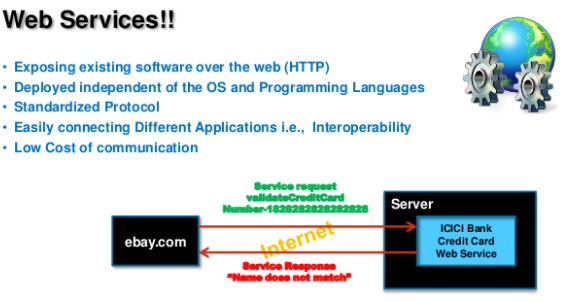 Web Services!!
• Exposing existing software over the web (HTTP)
• Deployed independent of the OS and Programming Languages
• Standardized Protocol
• Easily connecting Different Applications i.e., Interoperability
• Low Cost of communication
Service request
validateCreditCard
Number-1828282828282828
Server
ebay.com
Internet
ICICI Bank
Credit Card
Web Service
Service Response
“Name does not match”